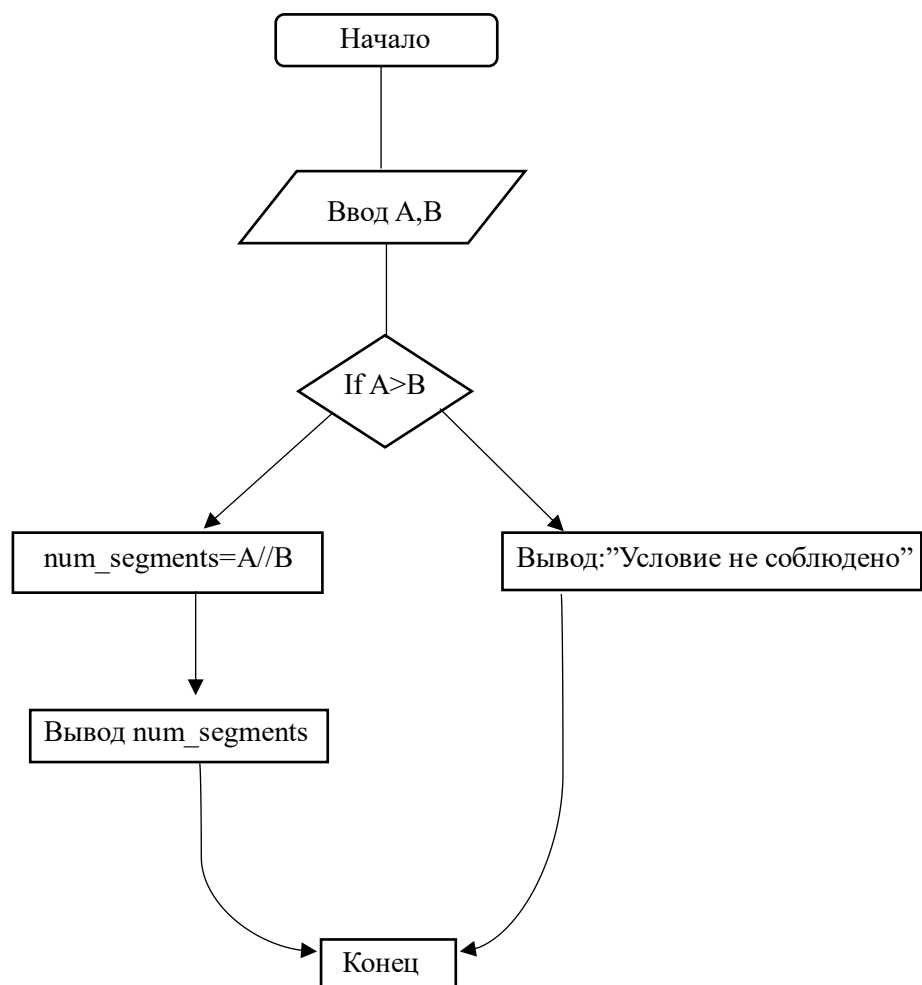 Начало
Ввод A,B
If A>B
num_segments=A//B
Вывод:”Условие не соблюдено”
Вывод num_segments
Конец